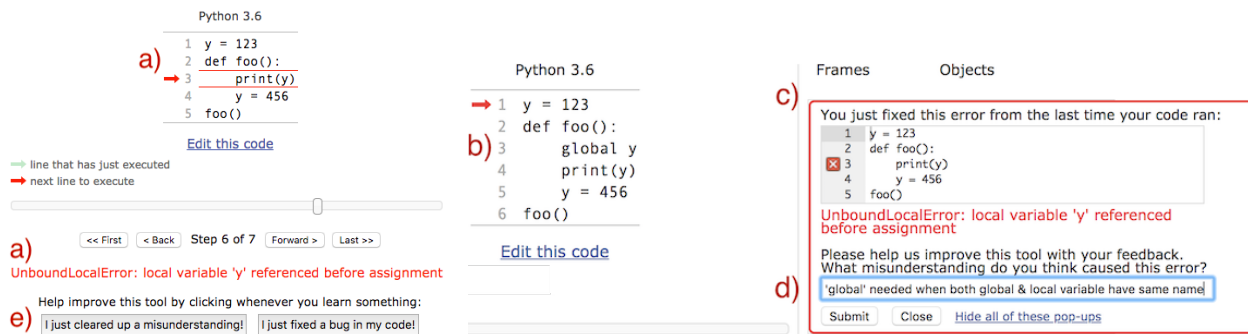 Python 3.6
a)
1 y = 123
2 def foo():
3     print(y)
4     y = 456
5 foo()
Edit this code
line that has just executed
next line to execute
<< First < Back Step 6 of 7 Forward > Last >>
a)
UnboundLocalError: local variable 'y' referenced before assignment
Help improve this tool by clicking whenever you learn something:
e)
I just cleared up a misunderstanding! I just fixed a bug in my code!
Python 3.6
b)
1 y = 123
2 def foo():
3     global y
4     print(y)
5     y = 456
6 foo()
Edit this code
Frames Objects
c)
You just fixed this error from the last time your code ran:
1 y = 123
2 def foo():
3     print(y)
4     y = 456
5 foo()
UnboundLocalError: local variable 'y' referenced
before assignment
Please help us improve this tool with your feedback.
What misunderstanding do you think caused this error?
d)
'global' needed when both global & local variable have same name
Submit Close Hide all of these pop-ups